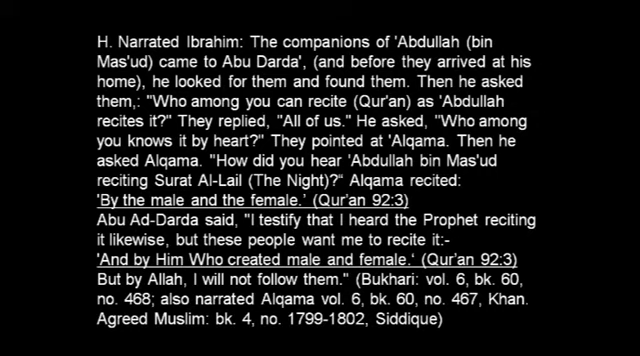 H. Narrated Ibrahim: The companions of 'Abdullah (bin
Mas'ud) came to Abu Darda', (and before they arrived at his
home), he looked for them and found them. Then he asked
them,: "Who among you can recite (Qur'an) as 'Abdullah
recites it?" They replied, "All of us." He asked, "Who among
you knows it by heart?" They pointed at 'Alqama. Then he
asked Alqama. "How did you hear 'Abdullah bin Mas'ud
reciting Surat Al-Lail (The Night)?“ Alqama recited:
'By the male and the female.’ (Qur’an 92:3)
Abu Ad-Darda said, "I testify that I heard the Prophet reciting
it likewise, but these people want me to recite it:-
'And by Him Who created male and female.‘ (Qur’an 92:3)
But by Allah, I will not follow them." (Bukhari: vol. 6, bk. 60,
no. 468; also narrated Alqama vol. 6, bk. 60, no. 467, Khan.
Agreed Muslim: bk. 4, no. 1799-1802, Siddique)